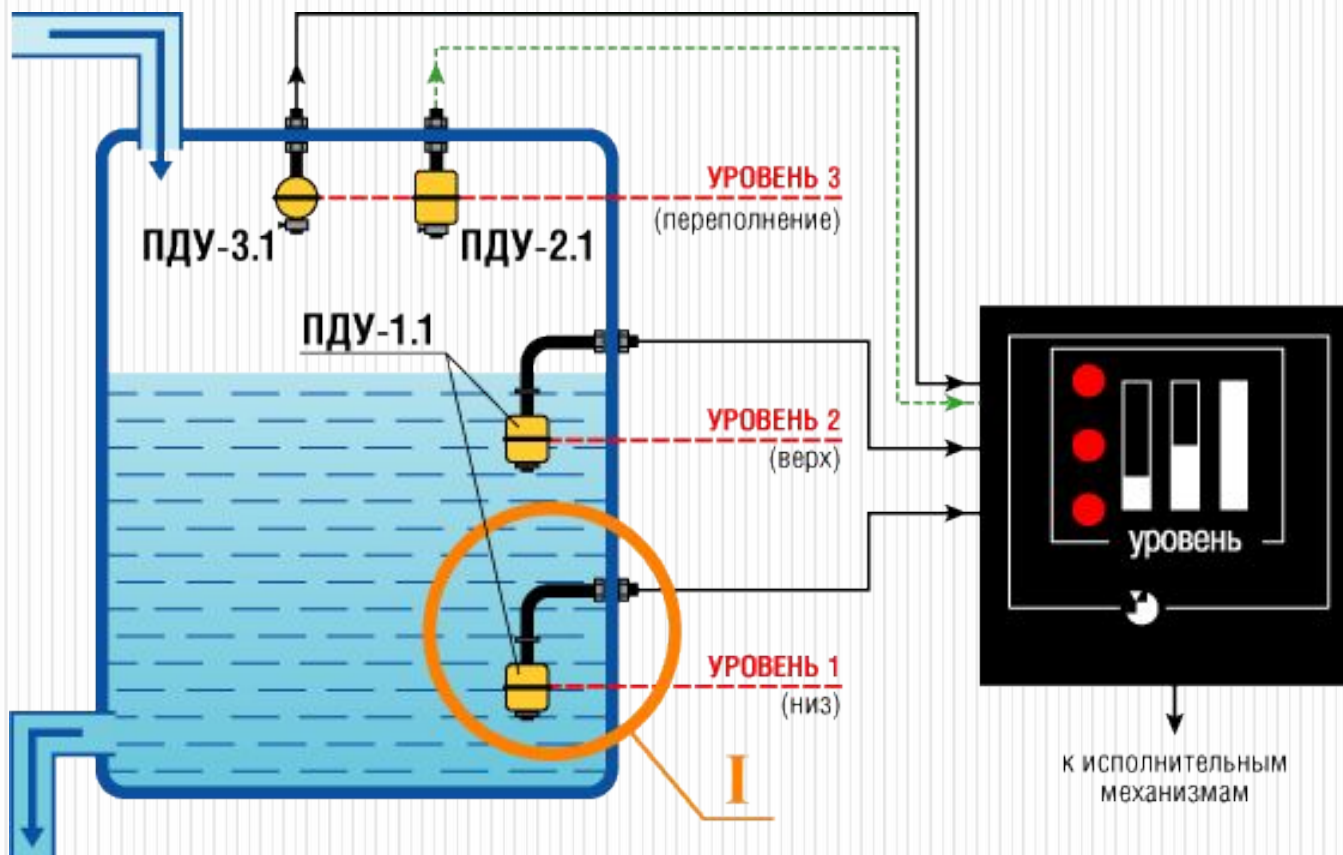 УРОВЕНЬ 3
(переполнение)
ПДУ-3.1
ПДУ-2.1
ПДУ-1.1
УРОВЕНЬ 2
(верх)
уровень
УРОВЕНЬ 1
(низ)
I
к исполнительным
механизмам